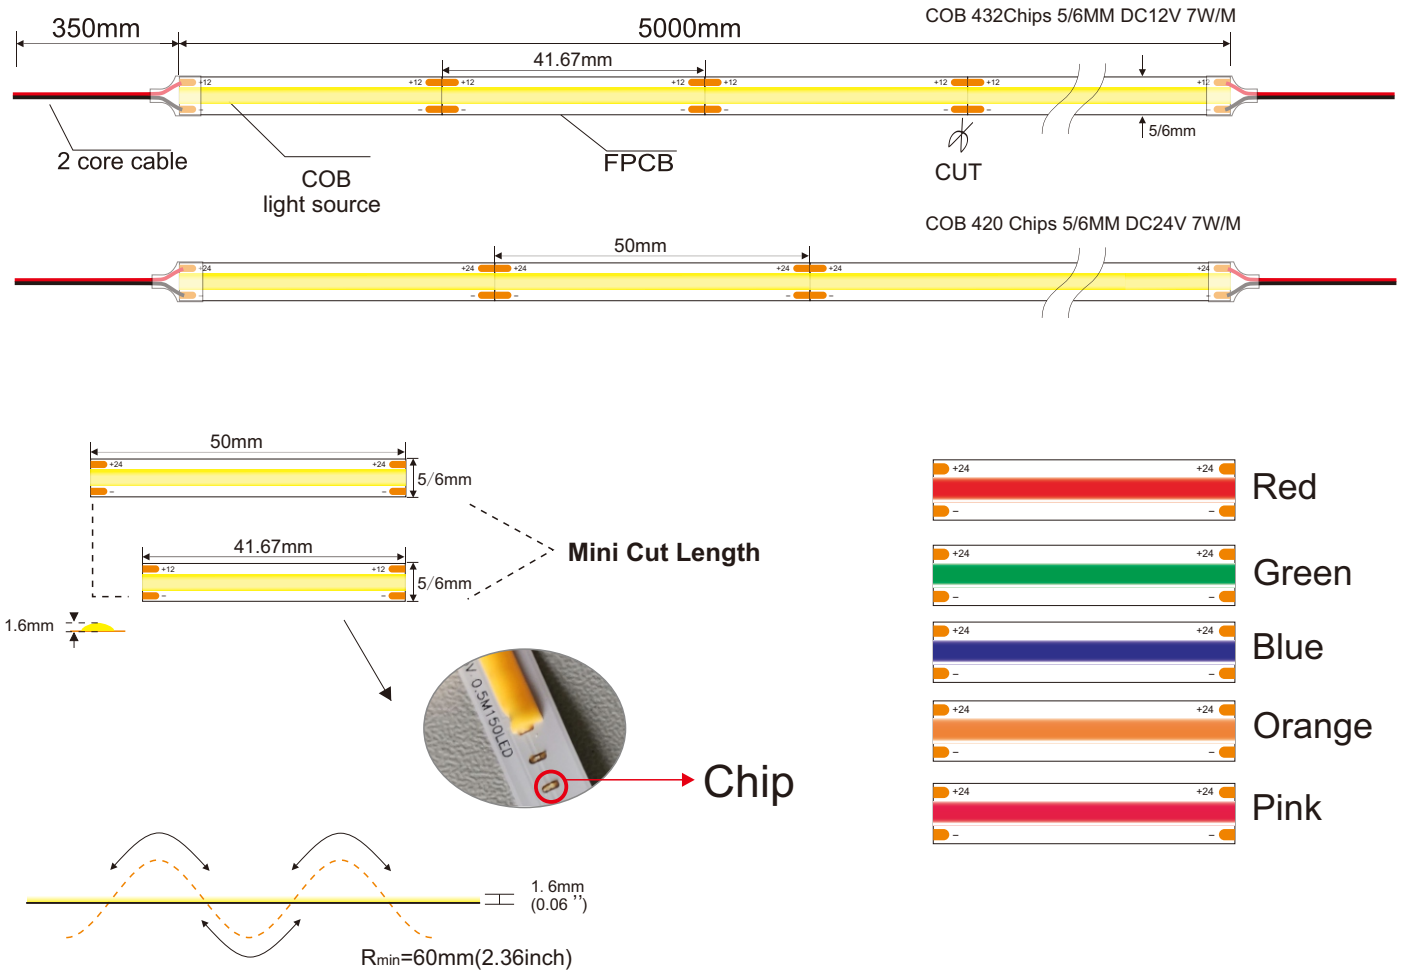 COB 432Chips 5/6MM DC12V 7W/M
350mm
5000mm
41.67mm
+12 +12 +12 +12 +12 +12 +12 +12
- - - - - - - -
5/6mm
2 core cable
COB
light source
FPCB
CUT
COB 420 Chips 5/6MM DC24V 7W/M
50mm
+24 +24 +24 +24 +24 +24
- - - - - -
50mm
+24 +24
- -
5/6mm
41.67mm
+12 +12
- -
5/6mm
Mini Cut Length
1.6mm
V 0.5M150LED
Chip
+24 +24
- -
Red
+24 +24
- -
Green
+24 +24
- -
Blue
+24 +24
- -
Orange
+24 +24
- -
Pink
1. 6mm
(0.06 ’’)
Rmin=60mm(2.36inch)